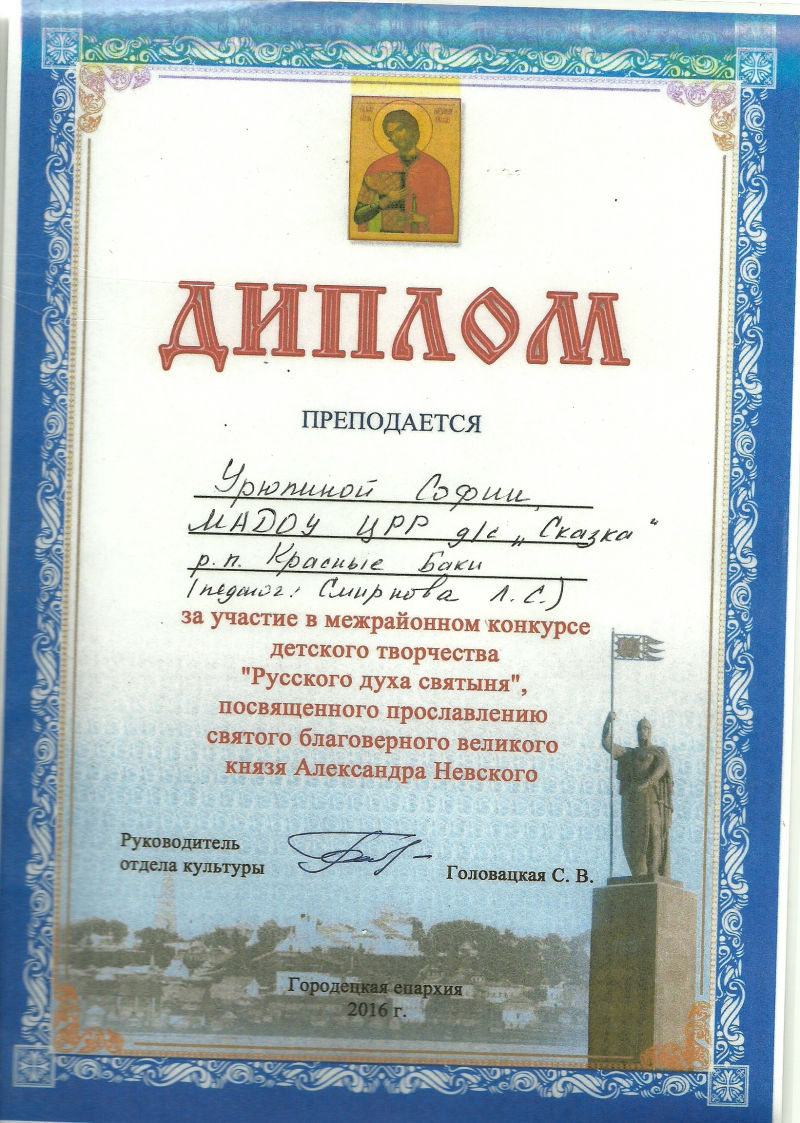 ДИПЛОМ
ПРЕПОДАЕТСЯ
Урюпиной Софии,
МАДОУ ЦРР д/с „Сказка"
р.п. Красные Баки
(педагог: Смирнова Л.С.)
за участие в межрайонном конкурсе
детского творчества
"Русского духа святыня",
посвященного прославлению
святого благоверного великого
князя Александра Невского
Руководитель
отдела культуры
Головацкая С. В.
Городецкая епархия
2016 г.